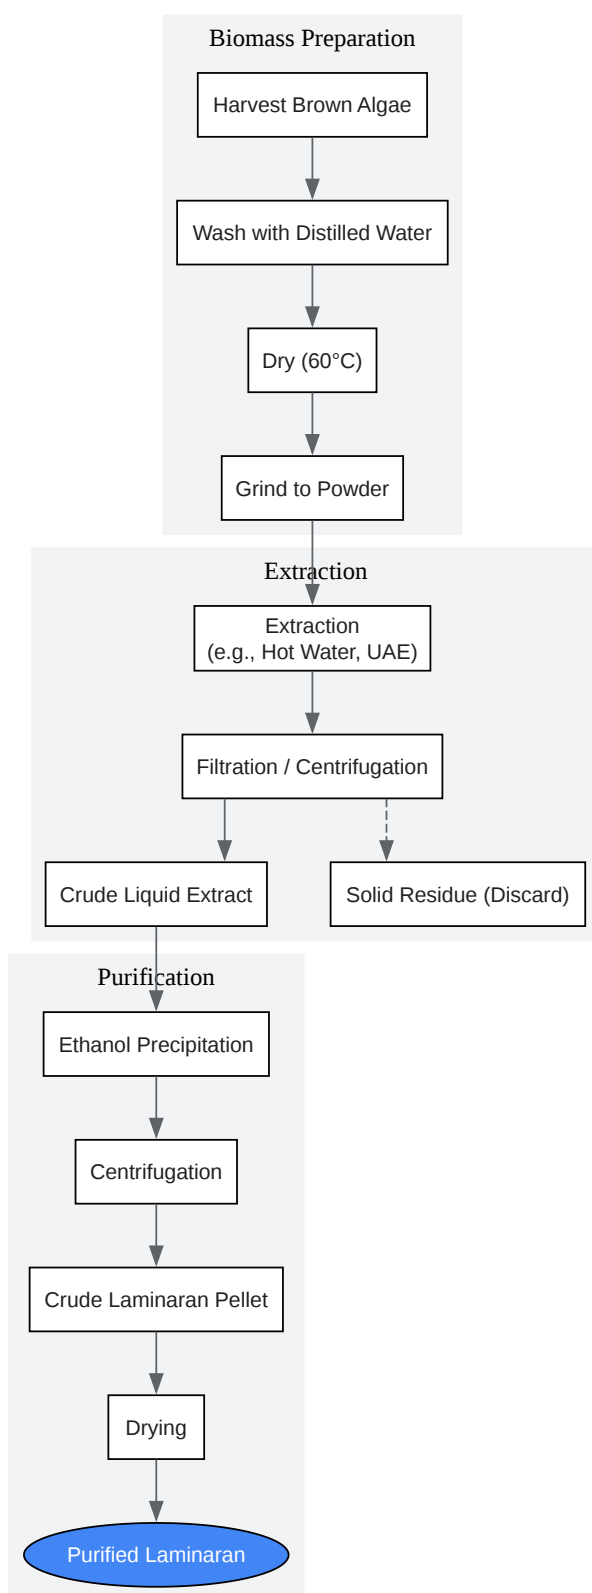 Biomass Preparation
Harvest Brown Algae
Wash with Distilled Water
Dry (60°C)
Grind to Powder
Extraction
Extraction
(e.g., Hot Water, UAE)
Filtration / Centrifugation
Crude Liquid Extract
Solid Residue (Discard)
Purification
Ethanol Precipitation
Centrifugation
Crude Laminaran Pellet
Drying
Purified Laminaran